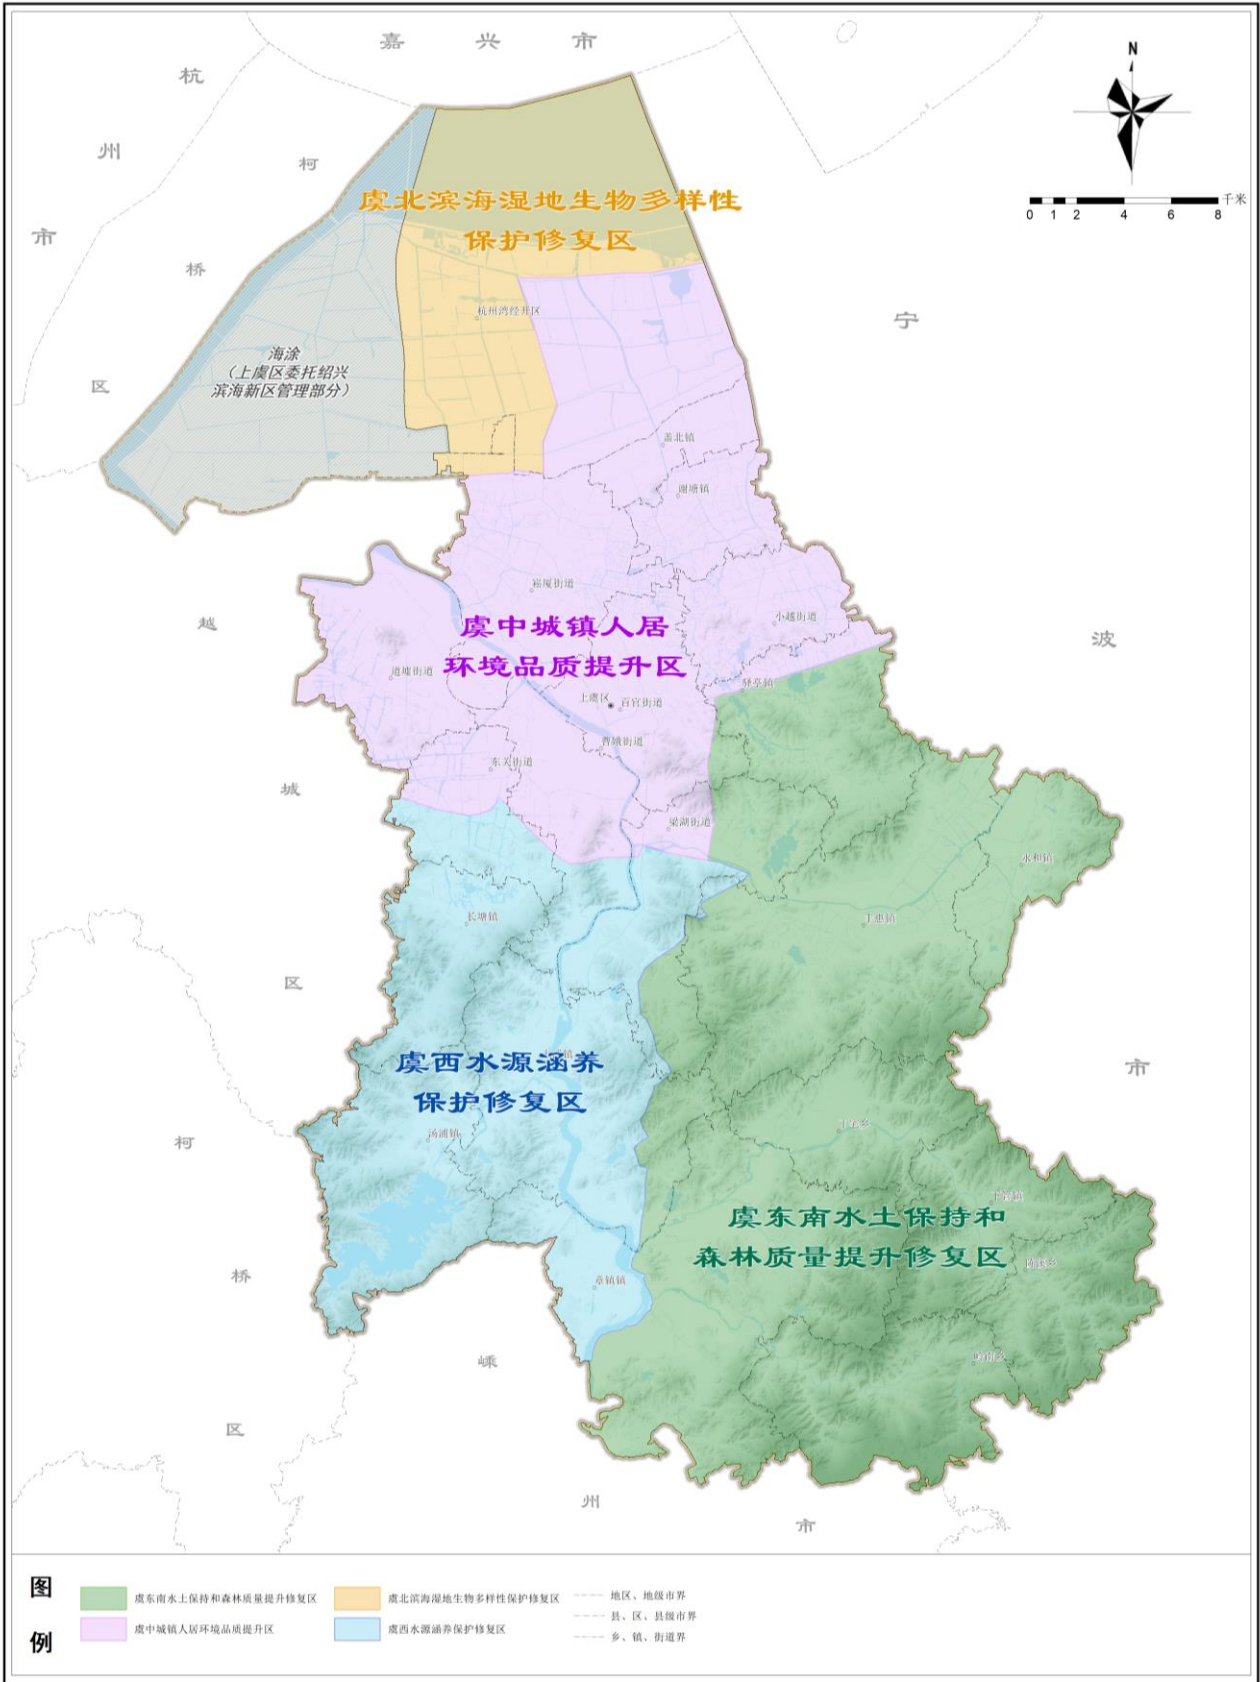 嘉兴市
杭州市
柯桥区
N
千米
0 1 2 4 6 8
虞北滨海湿地生物多样性
保护修复区
宁波市
杭州湾经开区
海涂
（上虞区委托绍兴
滨海新区管理部分）
盖北镇
谢塘镇
崧厦街道
小越街道
越城区
虞中城镇人居
环境品质提升区
道墟街道
驿亭镇
上虞区
百官街道
曹娥街道
东关街道
梁湖街道
永和镇
长塘镇
丰惠镇
虞西水源涵养
保护修复区
汤浦镇
丁宅乡
柯桥区
下管镇
虞东南水土保持和
森林质量提升修复区
章镇镇
嵊州市
图例
虞东南水土保持和森林质量提升修复区
虞北滨海湿地生物多样性保护修复区
地区、地级市界
虞中城镇人居环境品质提升区
虞西水源涵养保护修复区
县、区、县级市界
乡、镇、街道界